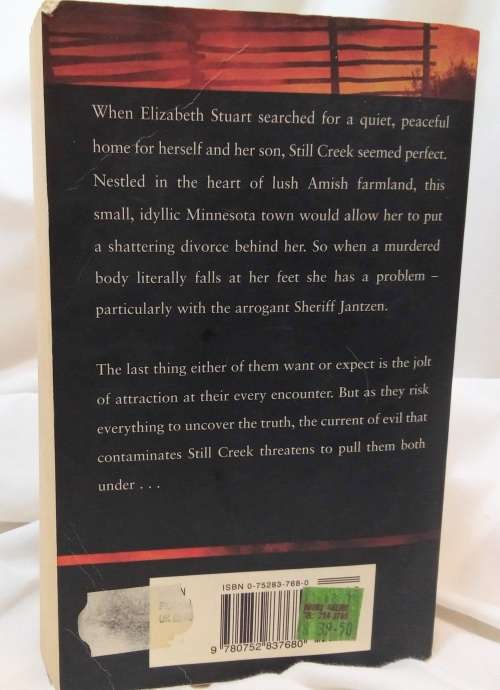 When Elizabeth Stuart searched for a quiet, peaceful
home for herself and her son, Still Creek seemed perfect.
Nestled in the heart of lush Amish farmland, this
small, idyllic Minnesota town would allow her to put
a shattering divorce behind her. So when a murdered
body literally falls at her feet she has a problem –
particularly with the arrogant Sheriff Jantzen.
The last thing either of them want or expect is the jolt
of attraction at their every encounter. But as they risk
everything to uncover the truth, the current of evil that
contaminates Still Creek threatens to pull them both
under . . .
ISBN 0-75283-768-0
9 780752 837680